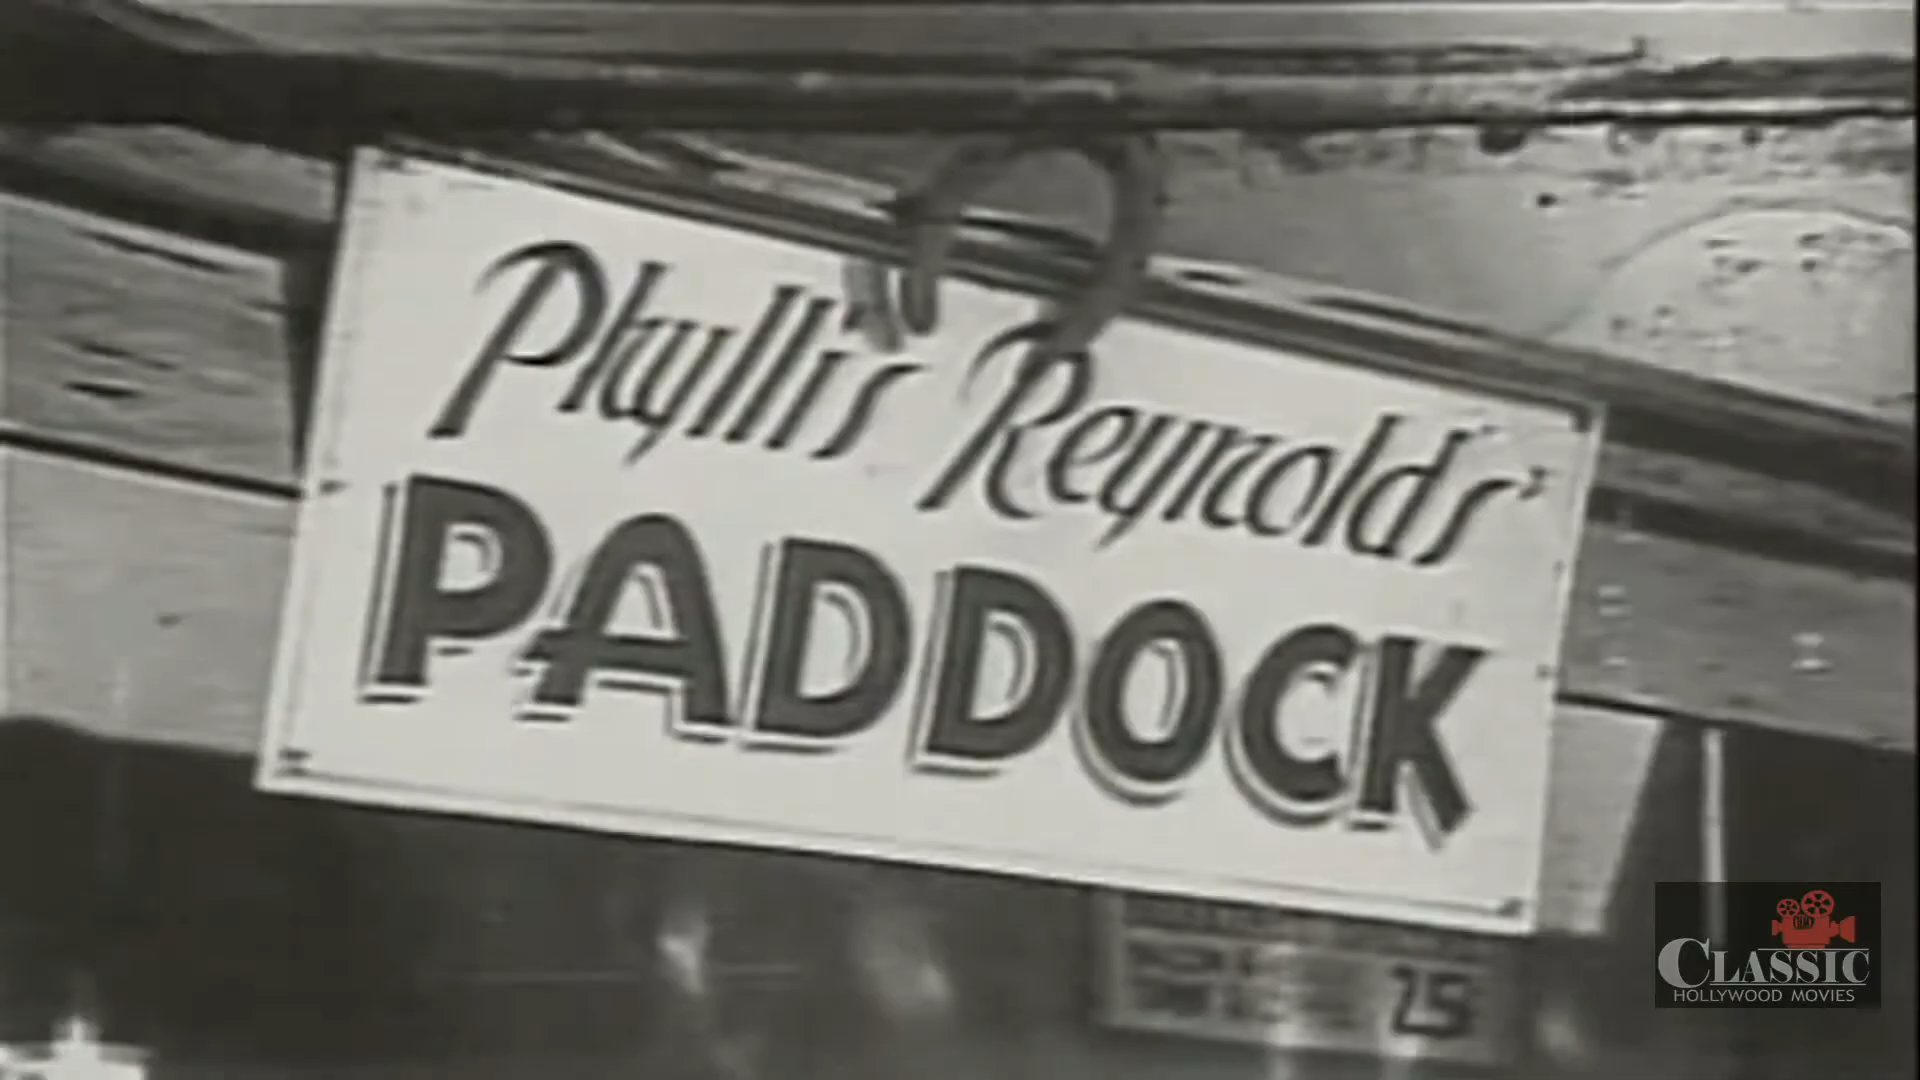 Phyllis Reynolds'
PADDOCK
25
CLASSIC
HOLLYWOOD MOVIES